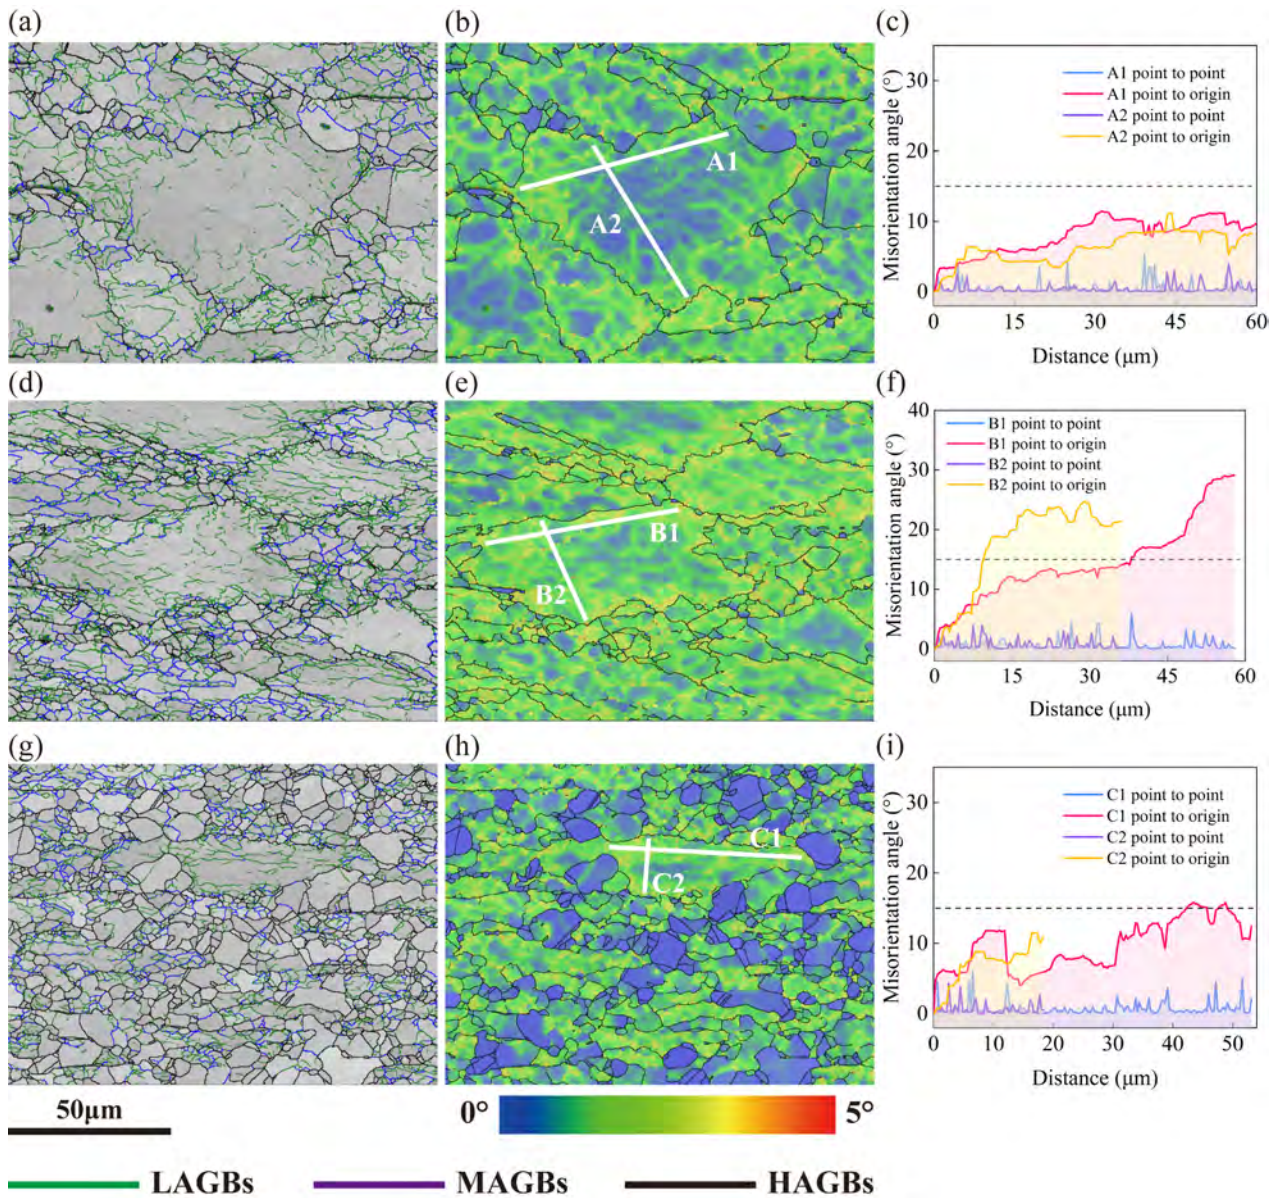 (a)
(b)
(c)
A1
A2
A1 point to point
A1 point to origin
A2 point to point
A2 point to origin
Misorientation angle (°)
30
20
10
0
0 15 30 45 60
Distance (μm)
(d)
(e)
(f)
B1
B2
B1 point to point
B1 point to origin
B2 point to point
B2 point to origin
Misorientation angle (°)
40
30
20
10
0
0 15 30 45 60
Distance (μm)
(g)
(h)
(i)
C1
C2
C1 point to point
C1 point to origin
C2 point to point
C2 point to origin
Misorientation angle (°)
30
20
10
0
0 10 20 30 40 50
Distance (μm)
50μm
0° 5°
LAGBs MAGBs HAGBs